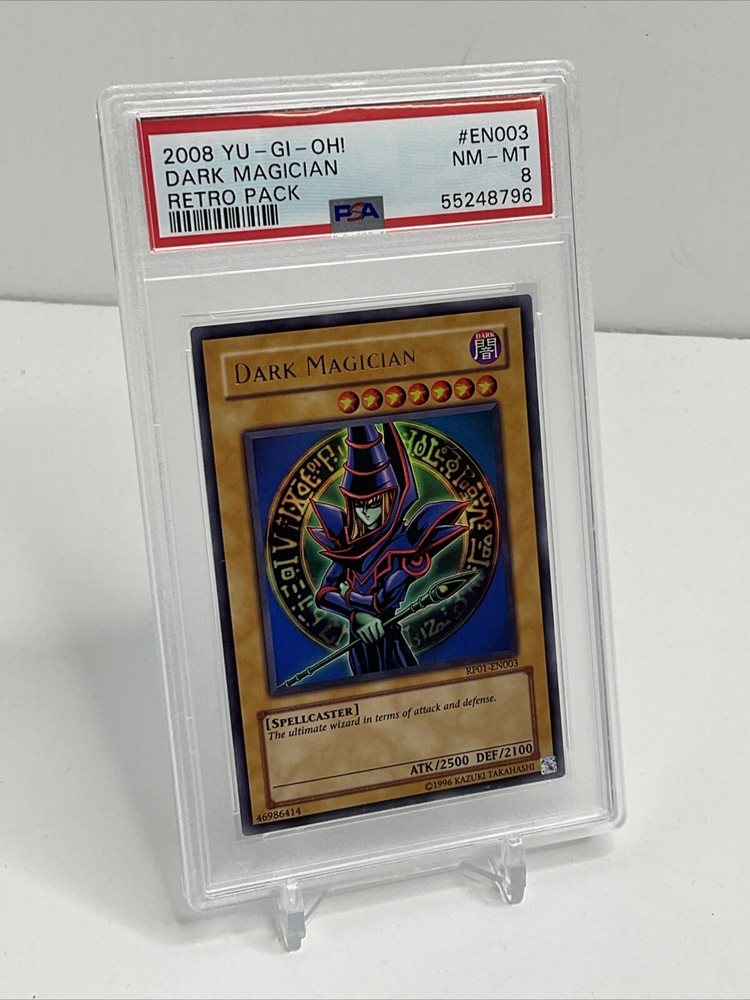 2008 YU-GI-OH! #EN003
DARK MAGICIAN NM-MT
RETRO PACK 8
PSA 55248796
DARK MAGICIAN
DARK
闇
RP01-EN003
[SPELLCASTER]
The ultimate wizard in terms of attack and defense.
ATK/2500 DEF/2100
46986414 ©1996 KAZUKI TAKAHASHI